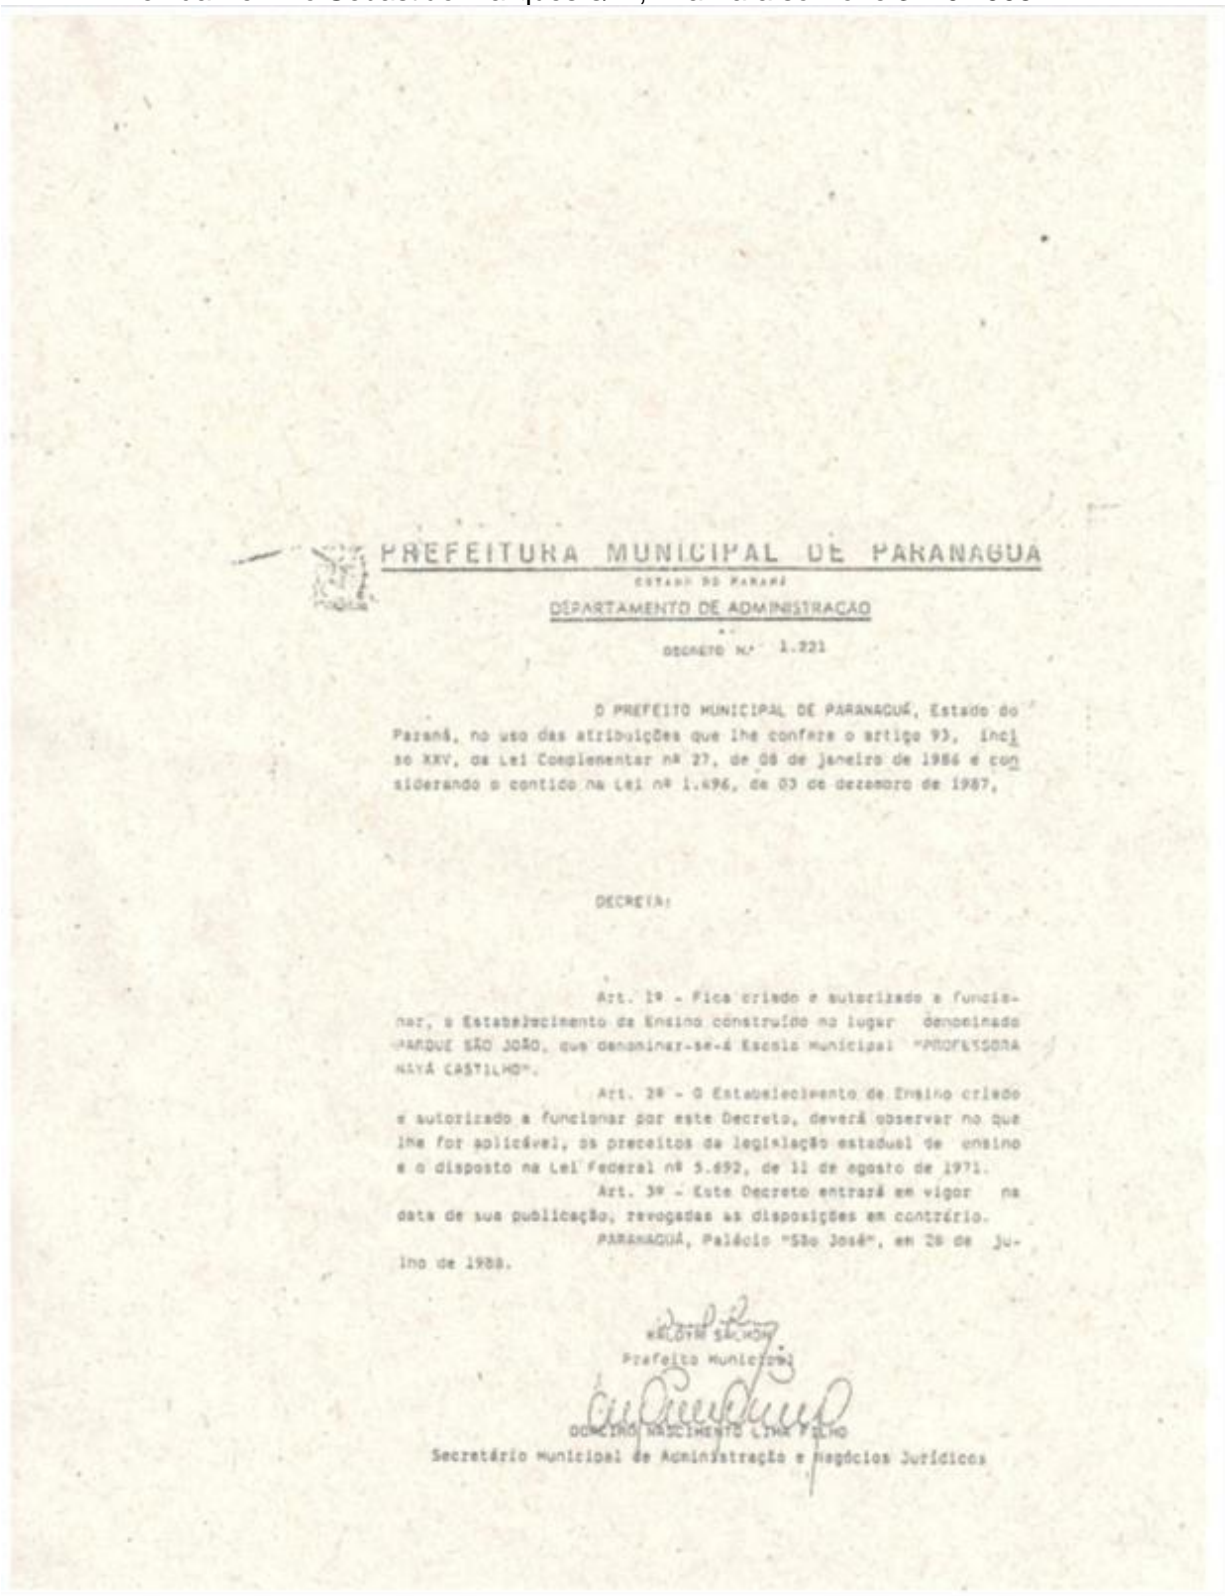 PREFEITURA MUNICIPAL DE PARANAGUÁ
ESTADO DO PARANÁ
DEPARTAMENTO DE ADMINISTRAÇÃO
DECRETO N.º 1.221
O PREFEITO MUNICIPAL DE PARANAGUÁ, Estado do
Paraná, no uso das atribuições que lhe confere o artigo 93, inci
so XXV, da Lei Complementar nº 27, de 08 de janeiro de 1986 e con
siderando o contido na Lei nº 1.496, de 03 de dezembro de 1987,
DECRETA:
Art. 1º - Fica criado e autorizado a funcio-
nar, o Estabelecimento de Ensino construído no lugar denominado
PARQUE SÃO JOÃO, que denominar-se-á Escola Municipal "PROFESSORA
NAYÁ CASTILHO".
Art. 2º - O Estabelecimento de Ensino criado
e autorizado a funcionar por este Decreto, deverá observar no que
lhe for aplicável, os preceitos da legislação estadual de ensino
e o disposto na Lei Federal nº 5.692, de 11 de agosto de 1971.
Art. 3º - Este Decreto entrará em vigor na
data de sua publicação, revogadas as disposições em contrário.
PARANAGUÁ, Palácio "São José", em 28 de ju-
lho de 1988.
WALDYR SALMON
Prefeito Municipal
NASCIMENTO LIMA FILHO
Secretário Municipal de Administração e Negócios Jurídicos